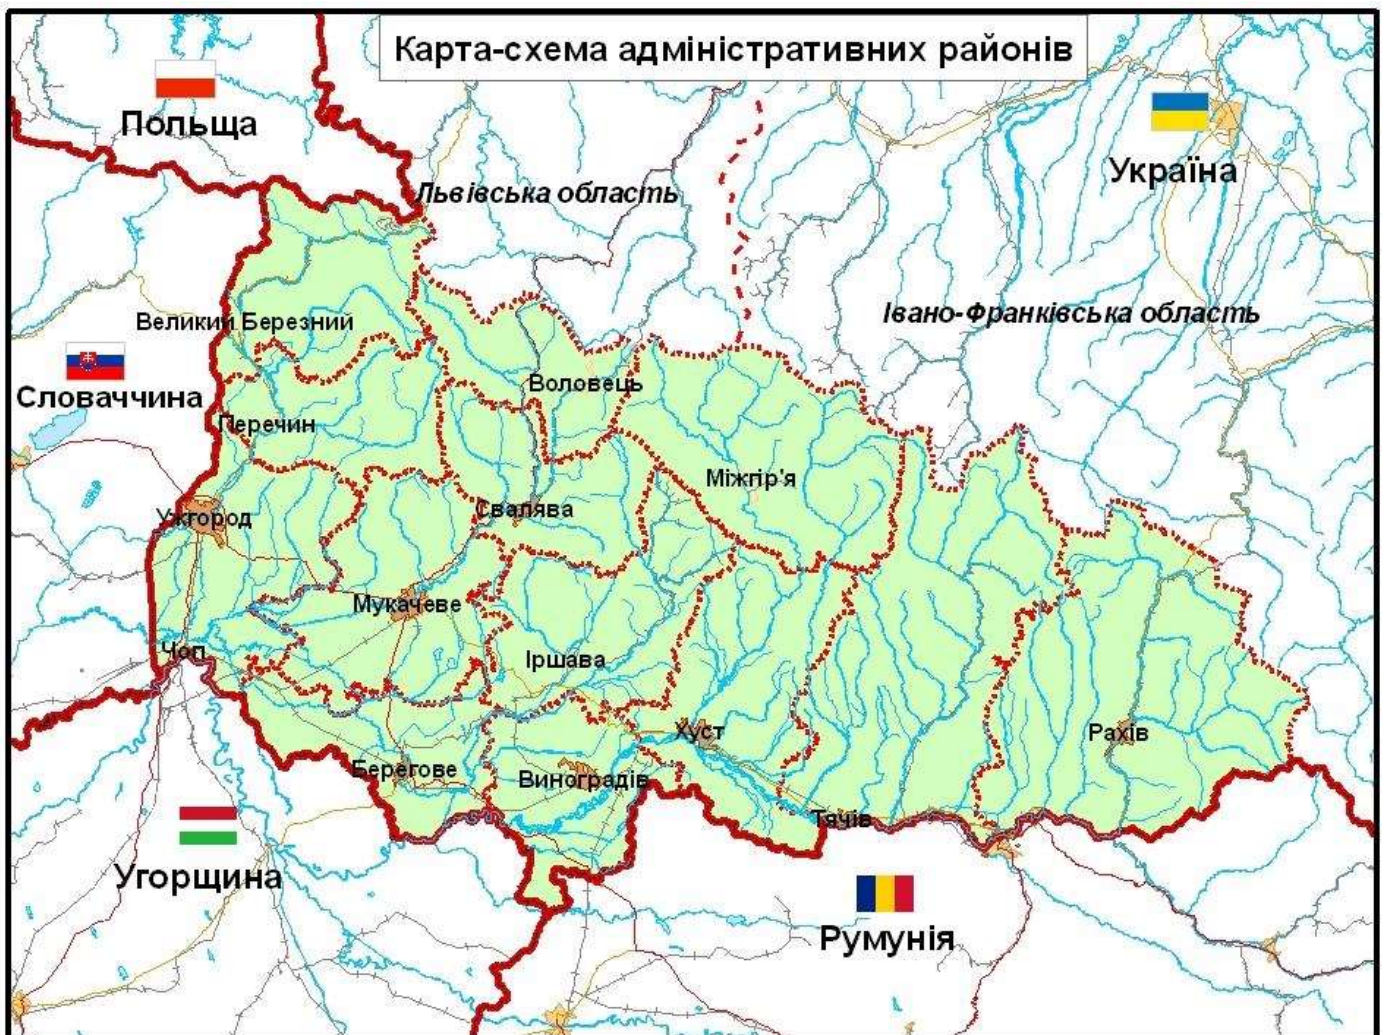 Карта-схема адміністративних районів
Польща
Україна
Львівська область
Івано-Франківська область
Великий Березний
Словаччина
Воловець
Перечин
Міжгір'я
Свалява
Ужгород
Мукачеве
Чоп
Іршава
Хуст
Рахів
Берегове
Виноградів
Тячів
Угорщина
Румунія